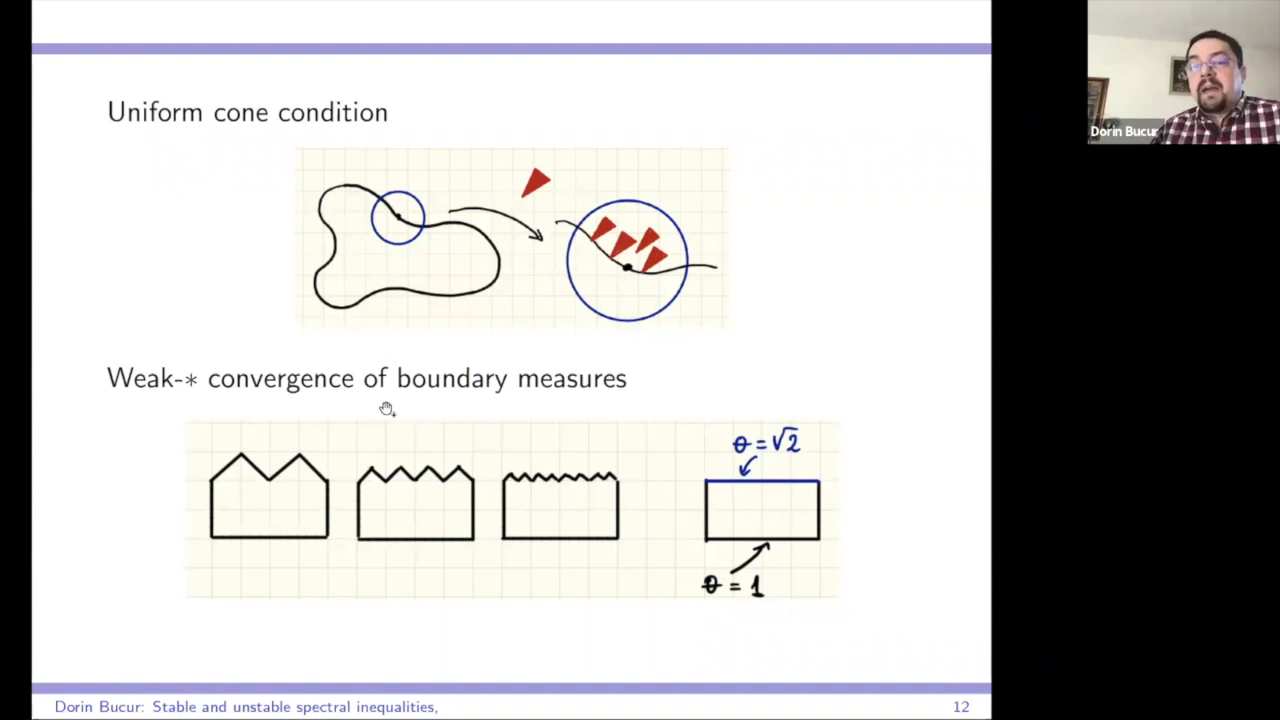 Uniform cone condition
Dorin Bucur
Weak-∗ convergence of boundary measures
θ = √2
θ = 1
Dorin Bucur: Stable and unstable spectral inequalities,
12